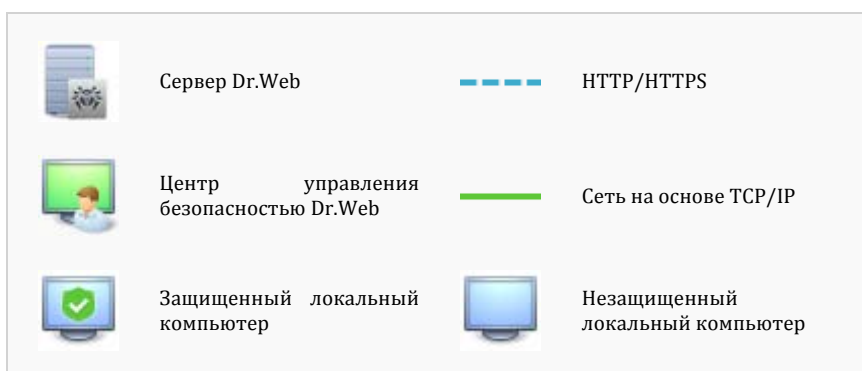 Сервер Dr.Web
HTTP/HTTPS
Центр управления
безопасностью Dr.Web
Сеть на основе TCP/IP
Защищенный локальный
компьютер
Незащищенный
локальный компьютер